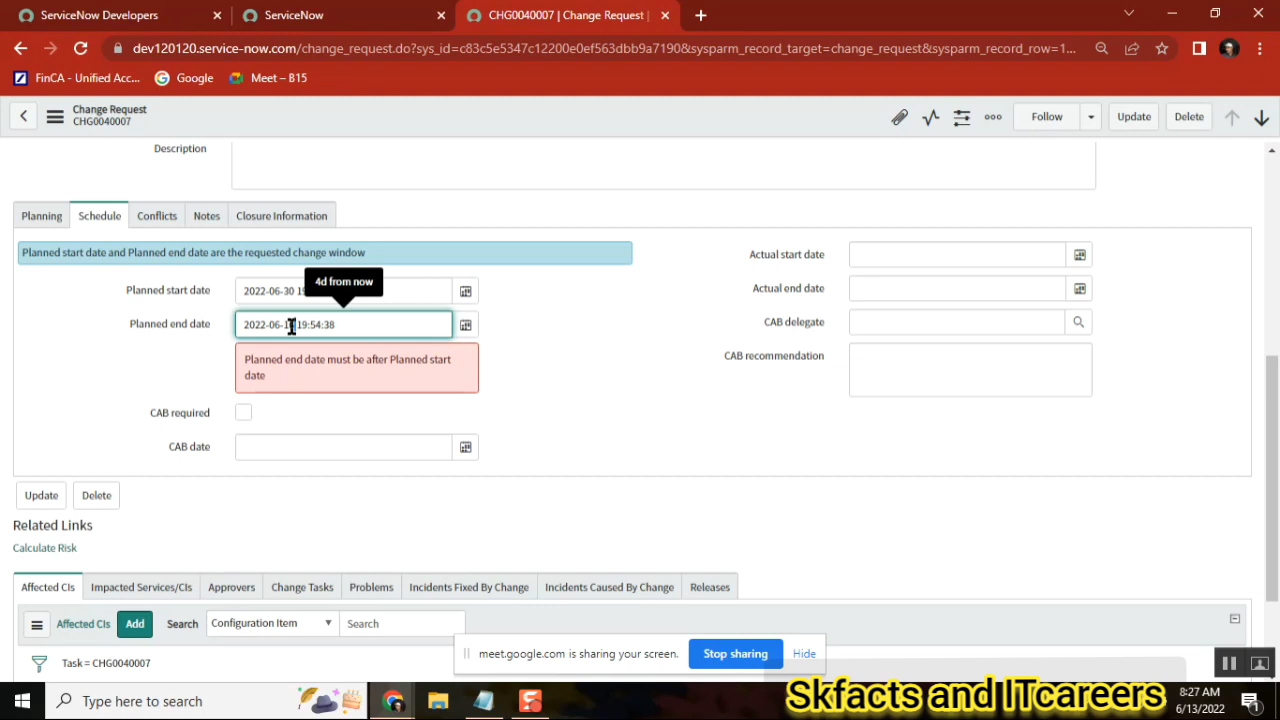 ServiceNow Developers
ServiceNow
CHG0040007 | Change Request |
dev120120.service-now.com/change_request.do?sys_id=c83c5e5347c12200e0ef563dbb9a7190&sysparm_record_target=change_request&sysparm_record_row=1...
FinCA - Unified Acc...
Google
Meet – B15
Change Request
CHG0040007
Follow
Update
Delete
Description
Planning
Schedule
Conflicts
Notes
Closure Information
Planned start date and Planned end date are the requested change window
Actual start date
4d from now
Planned start date
2022-06-30
Actual end date
Planned end date
19:54:38
CAB delegate
Planned end date must be after Planned start
date
CAB recommendation
CAB required
CAB date
Update
Delete
Related Links
Calculate Risk
Affected CIs
Impacted Services/CIs
Approvers
Change Tasks
Problems
Incidents Fixed By Change
Incidents Caused By Change
Releases
Affected CIs
Add
Search
Configuration Item
Search
meet.google.com is sharing your screen.
Stop sharing
Hide
Task = CHG0040007
Skfacts and ITcareers
Type here to search
8:27 AM
6/13/2022
1